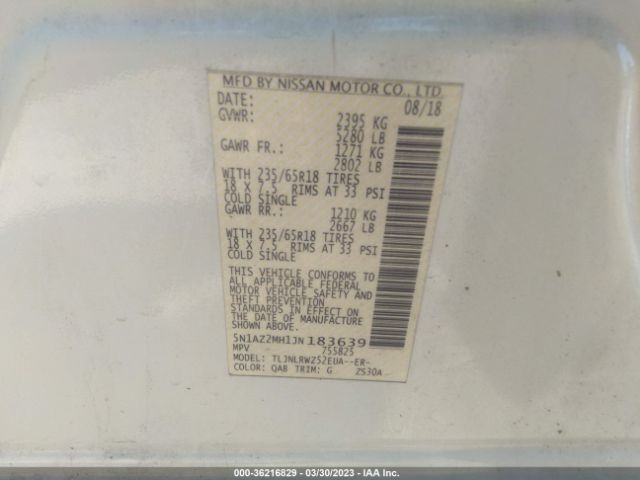 MFD BY NISSAN MOTOR CO., LTD.
DATE: 08/18
GVWR: 2395 KG
5280 LB
GAWR FR.: 1271 KG
2802 LB
WITH 235/65R18 TIRES
18 X 7.5 RIMS AT 33 PSI
COLD SINGLE
GAWR RR.: 1210 KG
2667 LB
WITH 235/65R18 TIRES
18 X 7.5 RIMS AT 33 PSI
COLD SINGLE
THIS VEHICLE CONFORMS TO
ALL APPLICABLE FEDERAL
MOTOR VEHICLE SAFETY AND
THEFT PREVENTION
STANDARDS IN EFFECT ON
THE DATE OF MANUFACTURE
SHOWN ABOVE.
5N1AZ2MH1JN183639
MPV 755825
MODEL: TLJNLRWZ52EUA--ER-
COLOR: QAB TRIM: G ZS30A
000-36216829 - 03/30/2023 - IAA Inc.